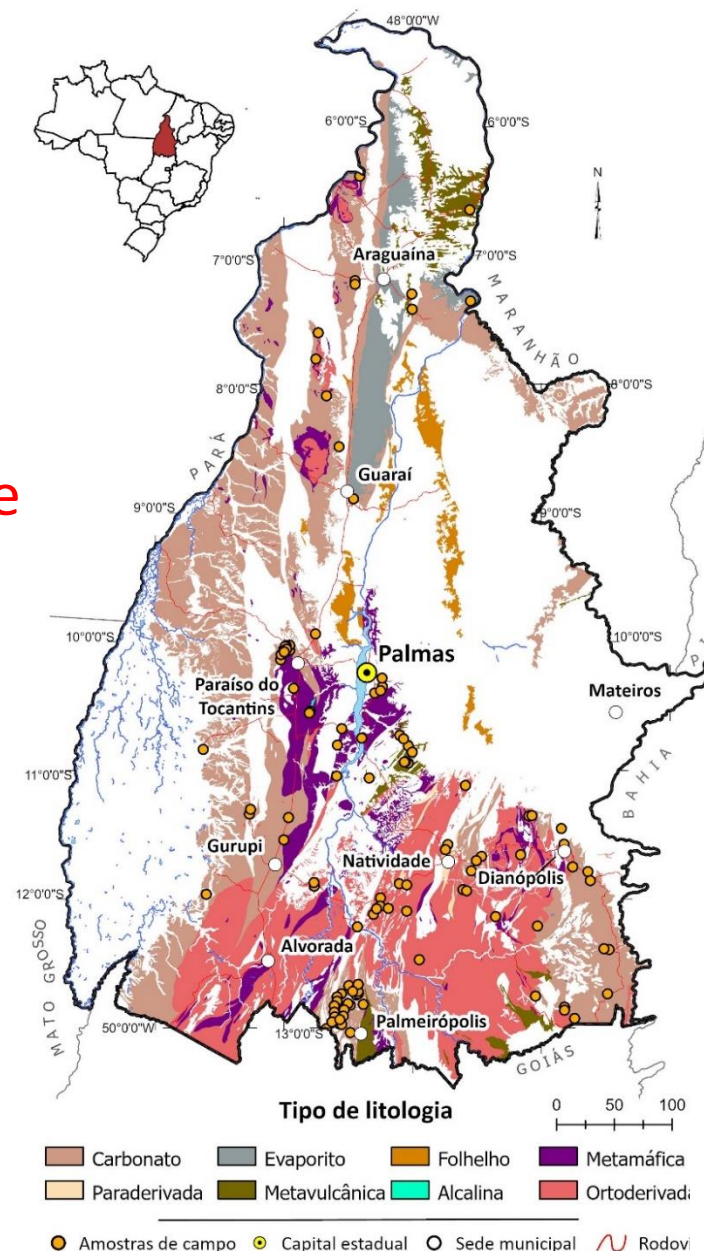 48°0'0"W
6°0'0"S
6°0'0"S
N
7°0'0"S
7°0'0"S
Araguaína
MARANHÃO
8°0'0"S
8°0'0"S
PARÁ
Guaraí
e
9°0'0"S
9°0'0"S
10°0'0"S
10°0'0"S
Palmas
Paraíso do
Tocantins
Mateiros
11°0'0"S
BAHIA
Gurupi
Natividade
Dianópolis
12°0'0"S
MATO GROSSO
Alvorada
50°0'0"W
13°0'0"S
Palmeirópolis
GOIÁS
Tipo de litologia
0 50 100
Carbonato Evaporito Folhelho Metamáfica
Paraderivada Metavulcânica Alcalina Ortoderivada
Amostras de campo Capital estadual Sede municipal Rodovi